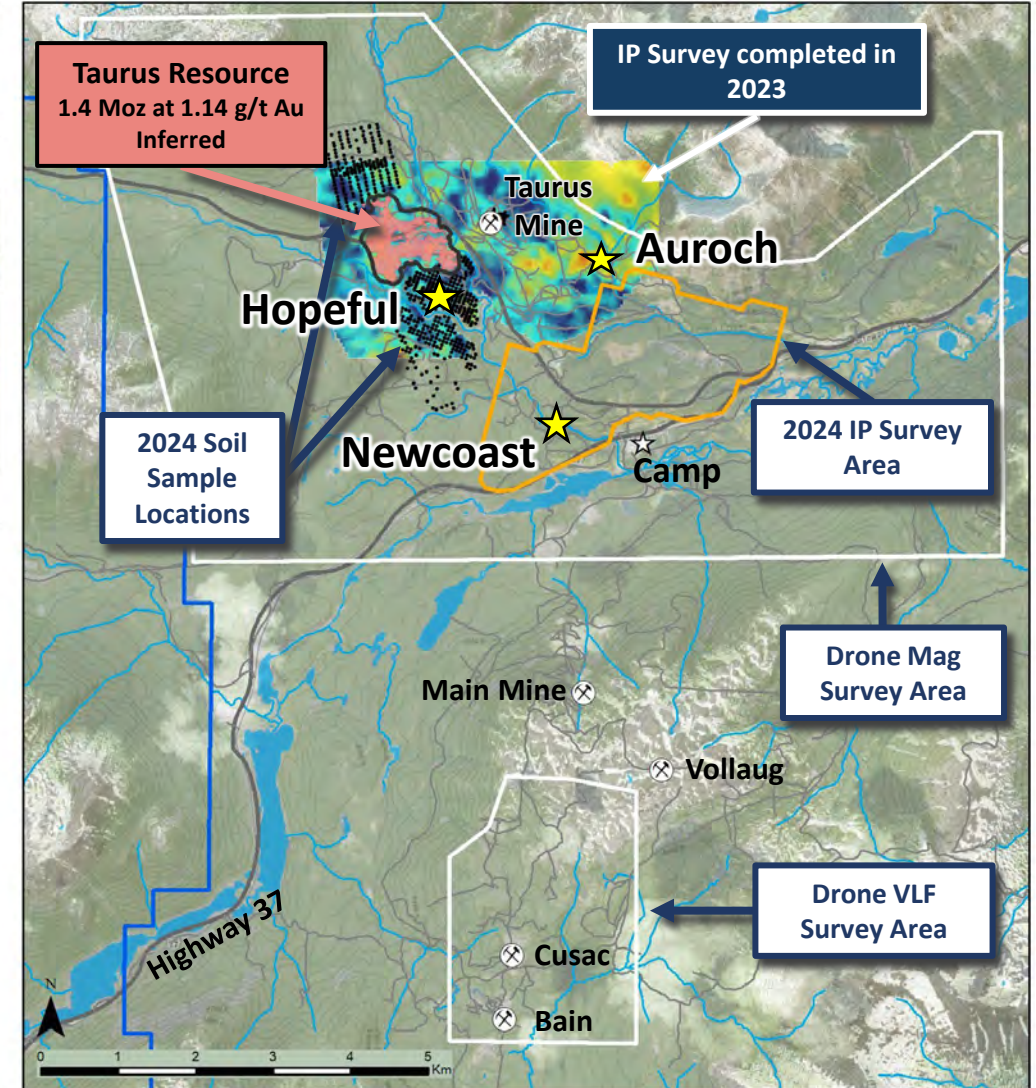 Taurus Resource
1.4 Moz at 1.14 g/t Au
Inferred
IP Survey completed in
2023
Taurus
Mine
Auroch
Hopeful
2024 Soil
Sample
Locations
Newcoast
Camp
2024 IP Survey
Area
Drone Mag
Survey Area
Main Mine
Vollaug
Drone VLF
Survey Area
Highway 37
Cusac
Bain
N
0 1 2 3 4 5
Km